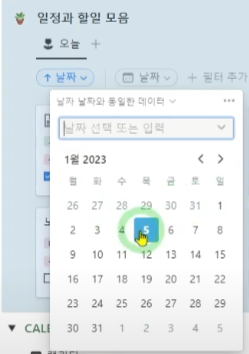 일정과 할일 모음
오늘 +
↑ 날짜 날짜 + 필터 추가
날짜 날짜와 동일한 데이터 ...
날짜 선택 또는 입력
1월 2023 < >
월 화 수 목 금 토 일
26 27 28 29 30 31 1
2 3 4 5 6 7 8
9 10 11 12 13 14 15
16 17 18 19 20 21 22
23 24 25 26 27 28 29
30 31 1 2 3 4 5
CALE